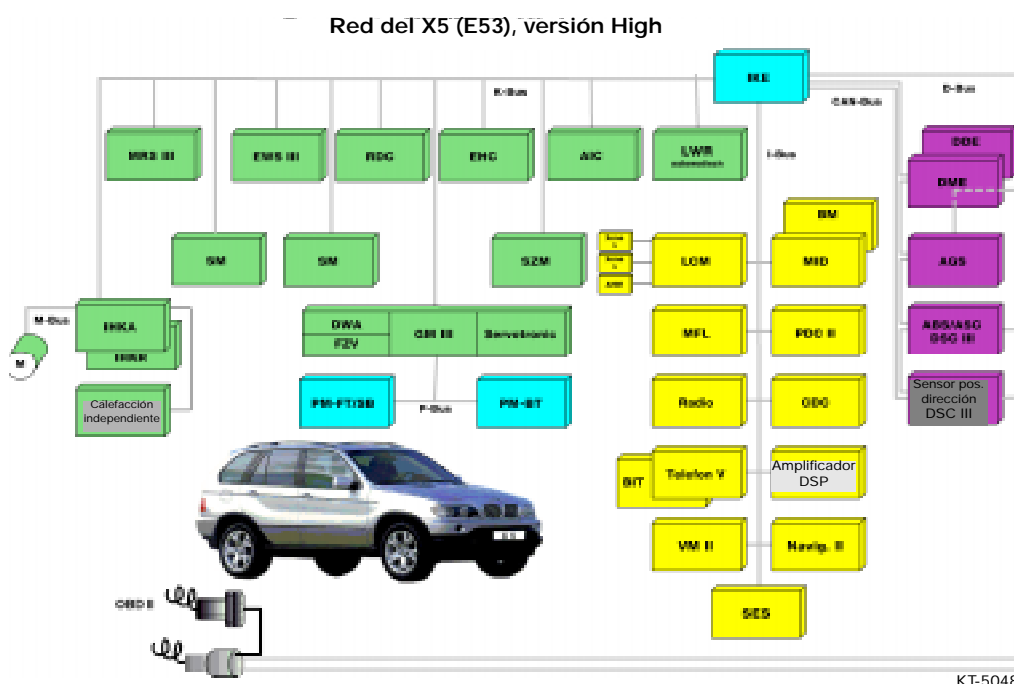 Red del X5 (E53), versión High
IKE
K-Bus
CAN-Bus
D-Bus
MRS III
EWS III
RDC
EHC
AIC
LWR
I-Bus
DDE
DME
BM
SM
SM
SZM
LCM
MID
AGS
M-Bus
IHKA
M
DWA
FZV
GM III
Servotronic
MFL
PDC II
ABS/ASC
DSC III
Calefacción
independiente
PM-FT/SB
P-Bus
PM-BT
Radio
CDC
Sensor pos.
dirección
DSC III
BIT
Telefon V
Amplificador
DSP
VM II
Navig. II
OBD II
SES
KT-5048